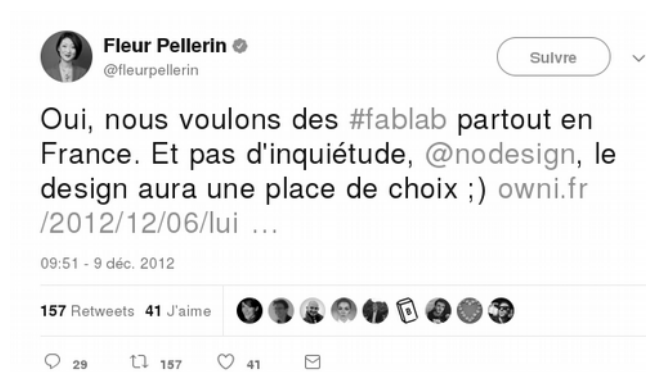 Fleur Pellerin
@fleurpellerin
Suivre
Oui, nous voulons des #fablab partout en
France. Et pas d'inquiétude, @nodesign, le
design aura une place de choix ;) owni.fr
/2012/12/06/lui …
09:51 - 9 déc. 2012
157 Retweets 41 J'aime
29 157 41